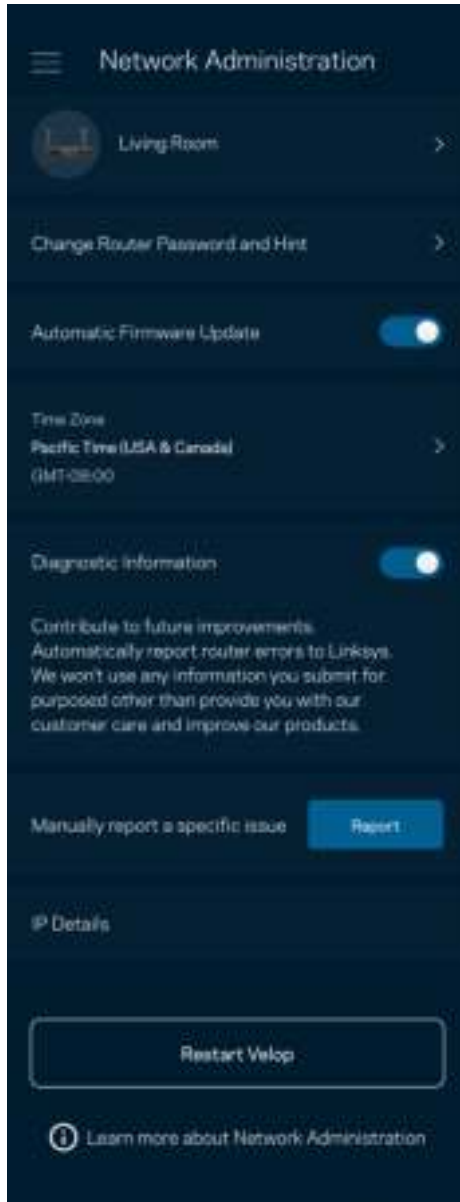 Network Administration
Living Room
Change Router Password and Hint
Automatic Firmware Update
Time Zone
Pacific Time (USA & Canada)
GMT-08:00
Diagnostic Information
Contribute to future improvements.
Automatically report router errors to Linksys.
We won't use any information you submit for
purposed other than provide you with our
customer care and improve our products.
Manually report a specific issue
Report
IP Details
Restart Velop
Learn more about Network Administration